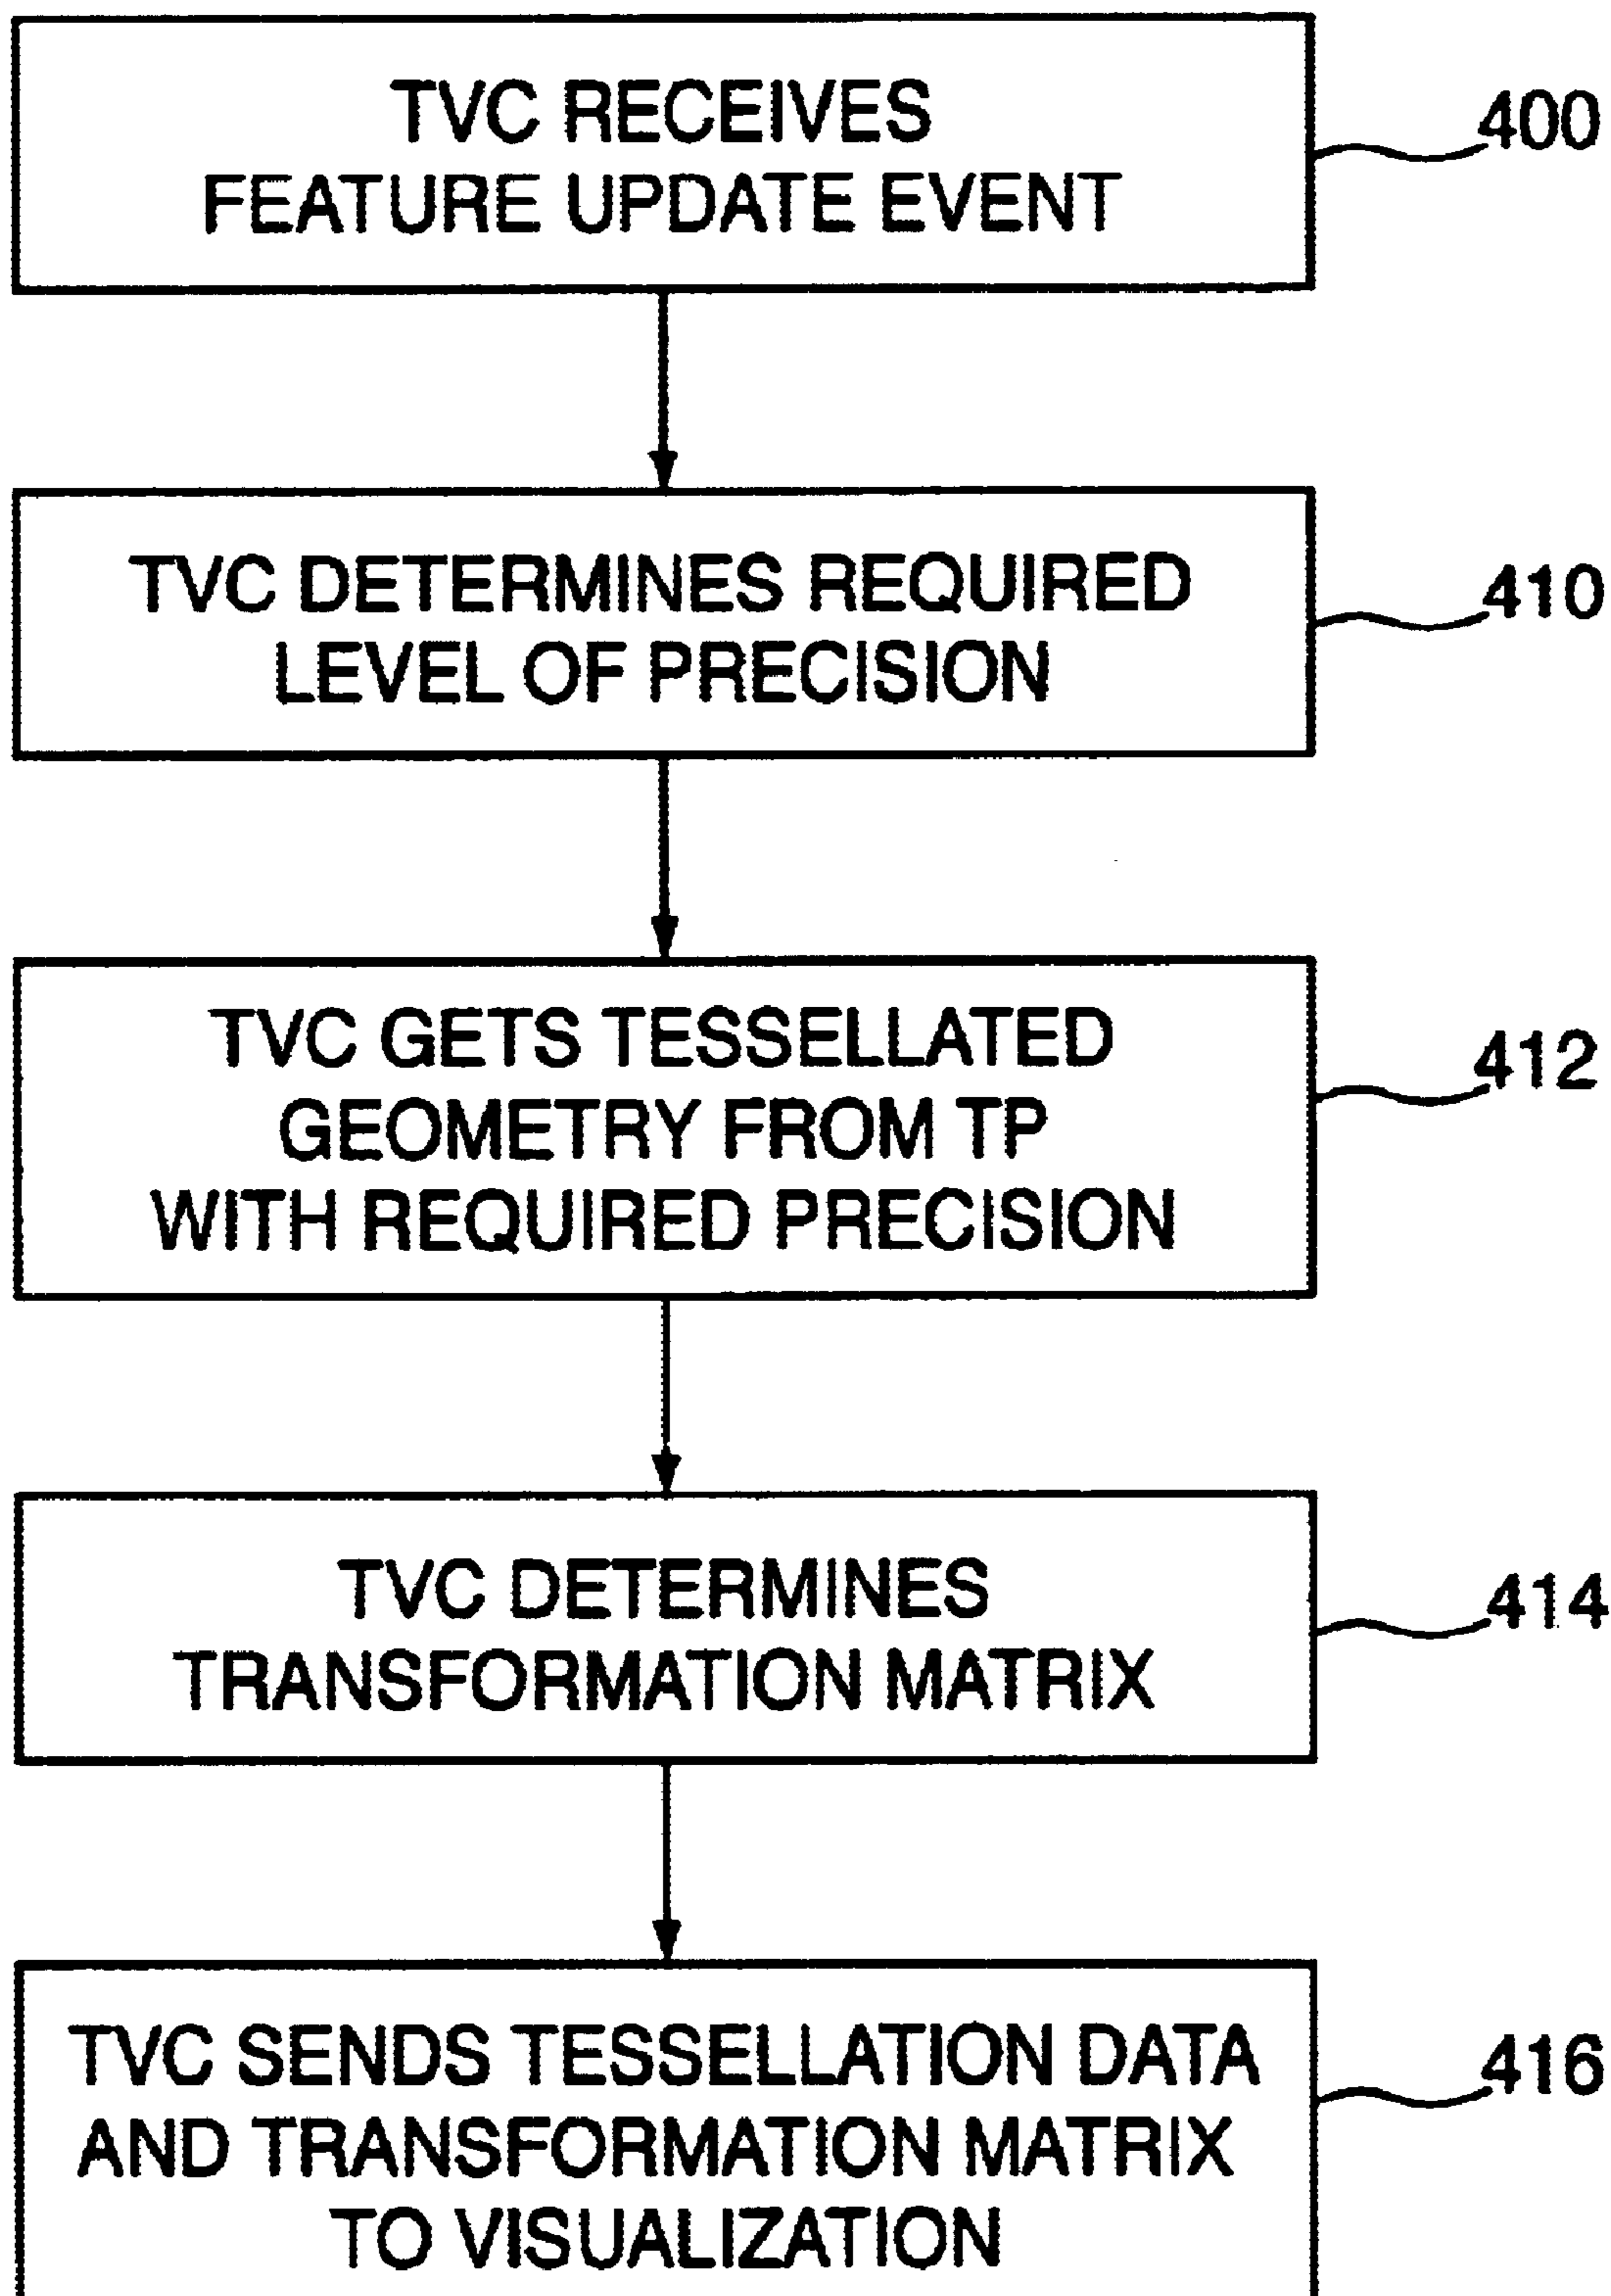 TVC RECEIVES
FEATURE UPDATE EVENT
400
TVC DETERMINES REQUIRED
LEVEL OF PRECISION
410
TVC GETS TESSELLATED
GEOMETRY FROM TP
WITH REQUIRED PRECISION
412
TVC DETERMINES
TRANSFORMATION MATRIX
414
TVC SENDS TESSELLATION DATA
AND TRANSFORMATION MATRIX
TO VISUALIZATION
416